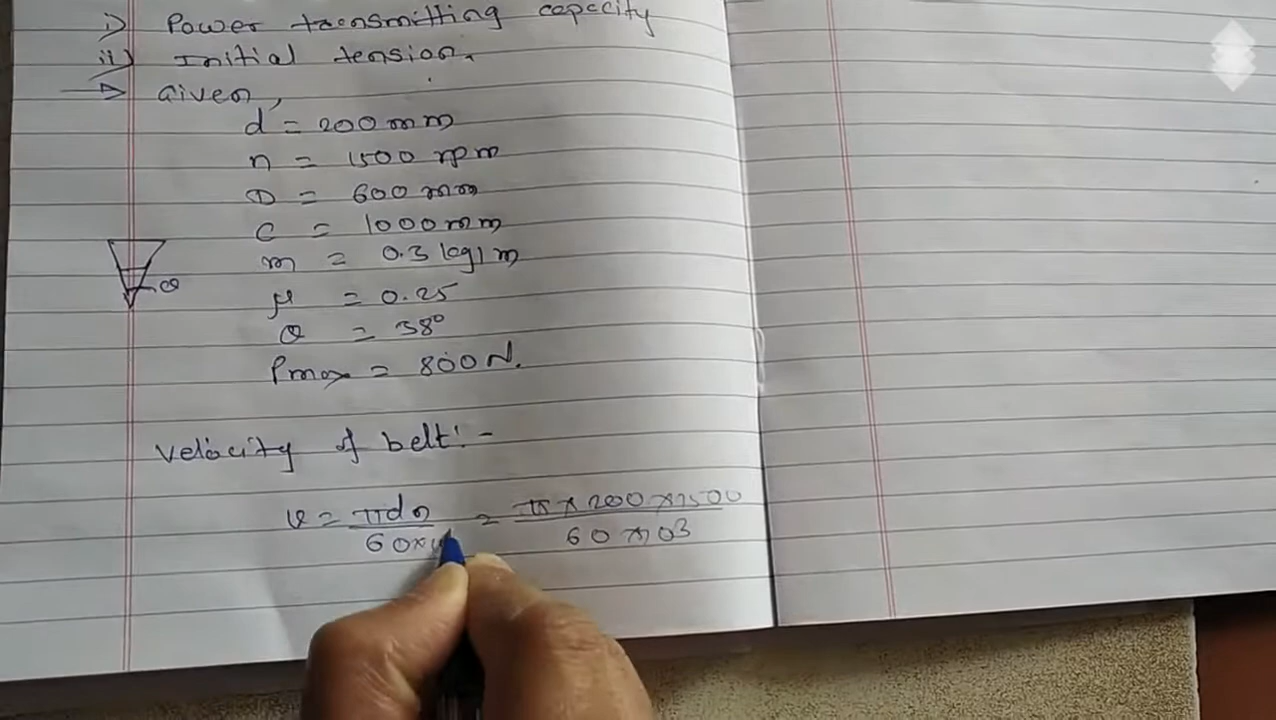 i) Power transmitting capacity
ii) Initial tension.
Given,
d = 200 mm
n = 1500 rpm
D = 600 mm
C = 1000 mm
m = 0.3 kg/m
μ = 0.25
θ = 38°
θ
Pmax = 800 N.
Velocity of belt :-
v = πdn / 60×1 = π × 200 × 1500 / 60 × 10³